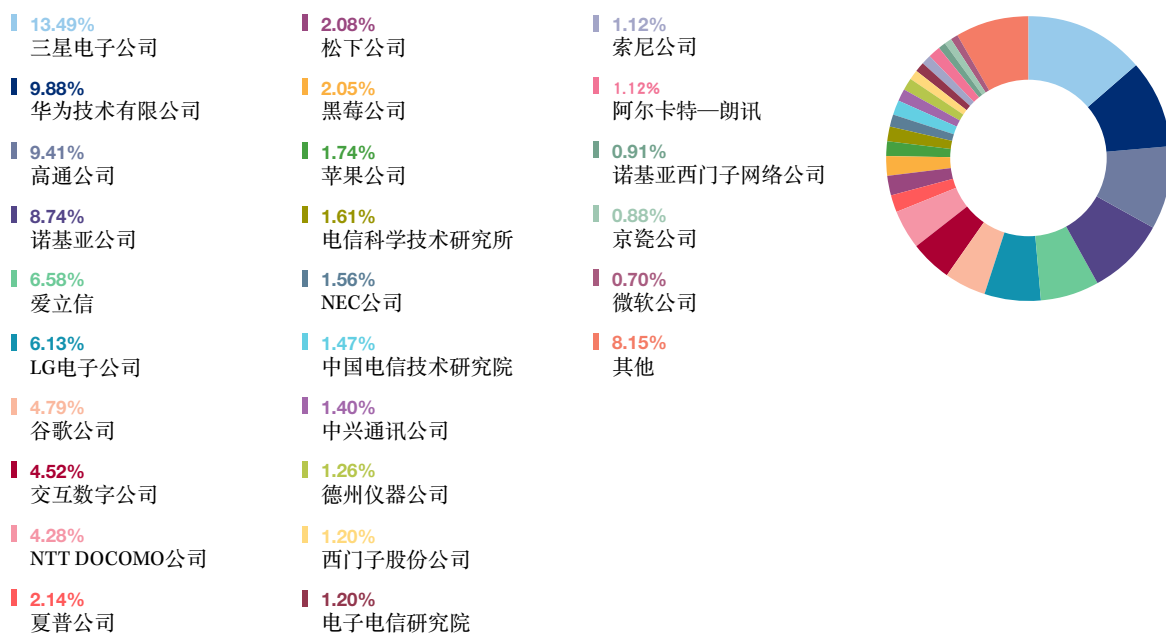 13.49%
三星电子公司
9.88%
华为技术有限公司
9.41%
高通公司
8.74%
诺基亚公司
6.58%
爱立信
6.13%
LG电子公司
4.79%
谷歌公司
4.52%
交互数字公司
4.28%
NTT DOCOMO公司
2.14%
夏普公司
2.08%
松下公司
2.05%
黑莓公司
1.74%
苹果公司
1.61%
电信科学技术研究所
1.56%
NEC公司
1.47%
中国电信技术研究院
1.40%
中兴通讯公司
1.26%
德州仪器公司
1.20%
西门子股份公司
1.20%
电子电信研究院
1.12%
索尼公司
1.12%
阿尔卡特—朗讯
0.91%
诺基亚西门子网络公司
0.88%
京瓷公司
0.70%
微软公司
8.15%
其他